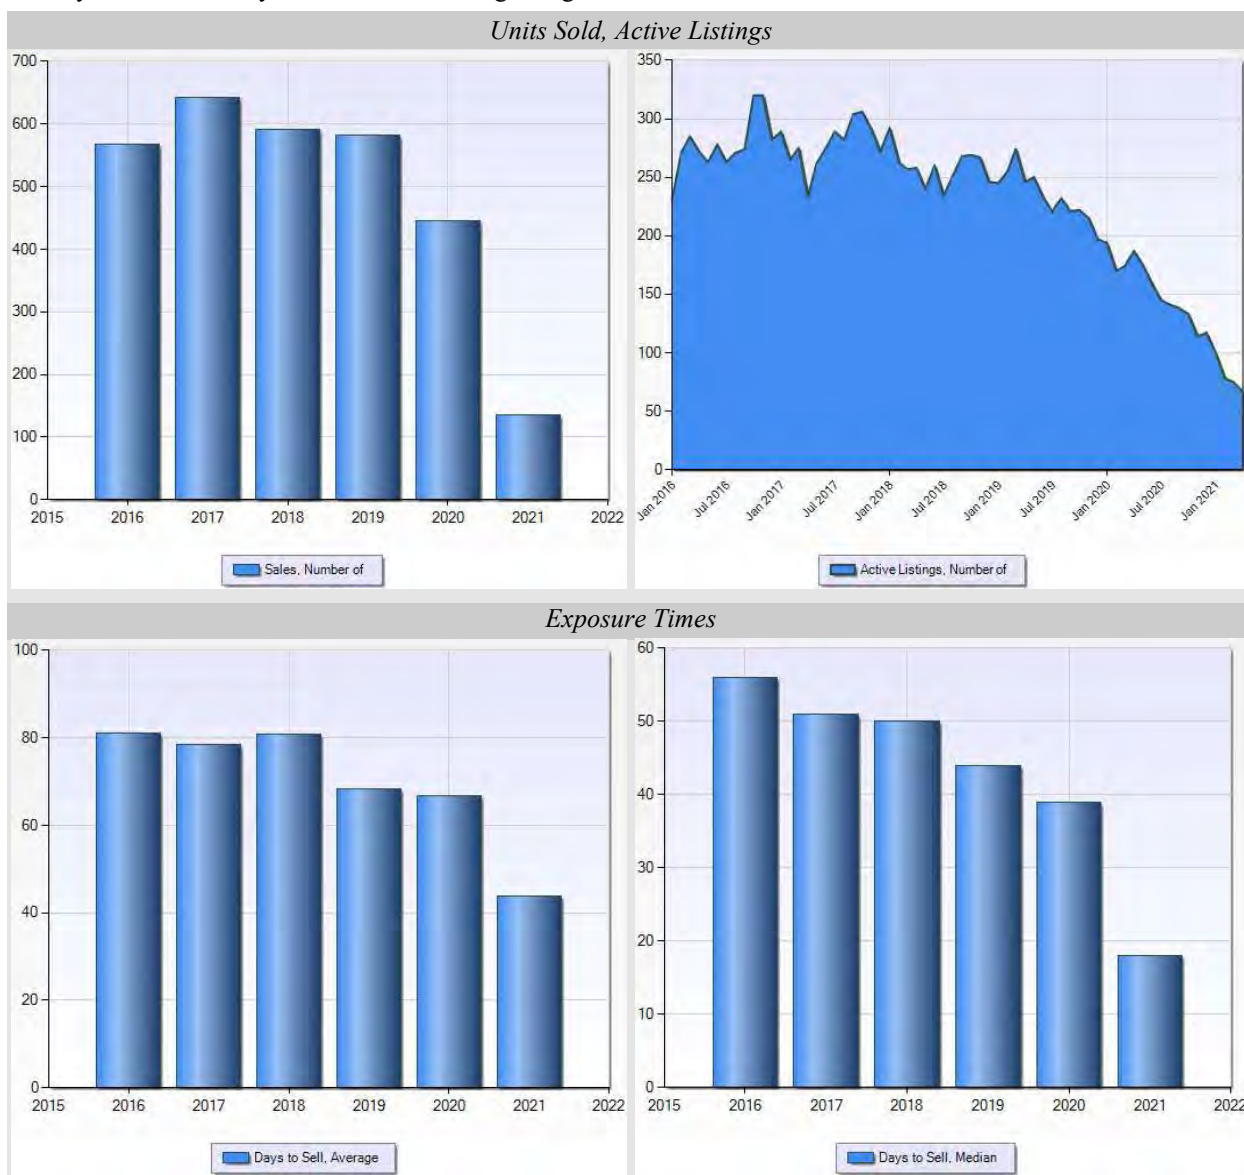 Units Sold, Active Listings
700
600
500
400
300
200
100
0
2015 2016 2017 2018 2019 2020 2021 2022
Sales, Number of
350
300
250
200
150
100
50
0
Jan 2016 Jul 2016 Jan 2017 Jul 2017 Jan 2018 Jul 2018 Jan 2019 Jul 2019 Jan 2020 Jul 2020 Jan 2021
Active Listings, Number of
Exposure Times
100
80
60
40
20
0
2015 2016 2017 2018 2019 2020 2021 2022
Days to Sell, Average
60
50
40
30
20
10
0
2015 2016 2017 2018 2019 2020 2021 2022
Days to Sell, Median